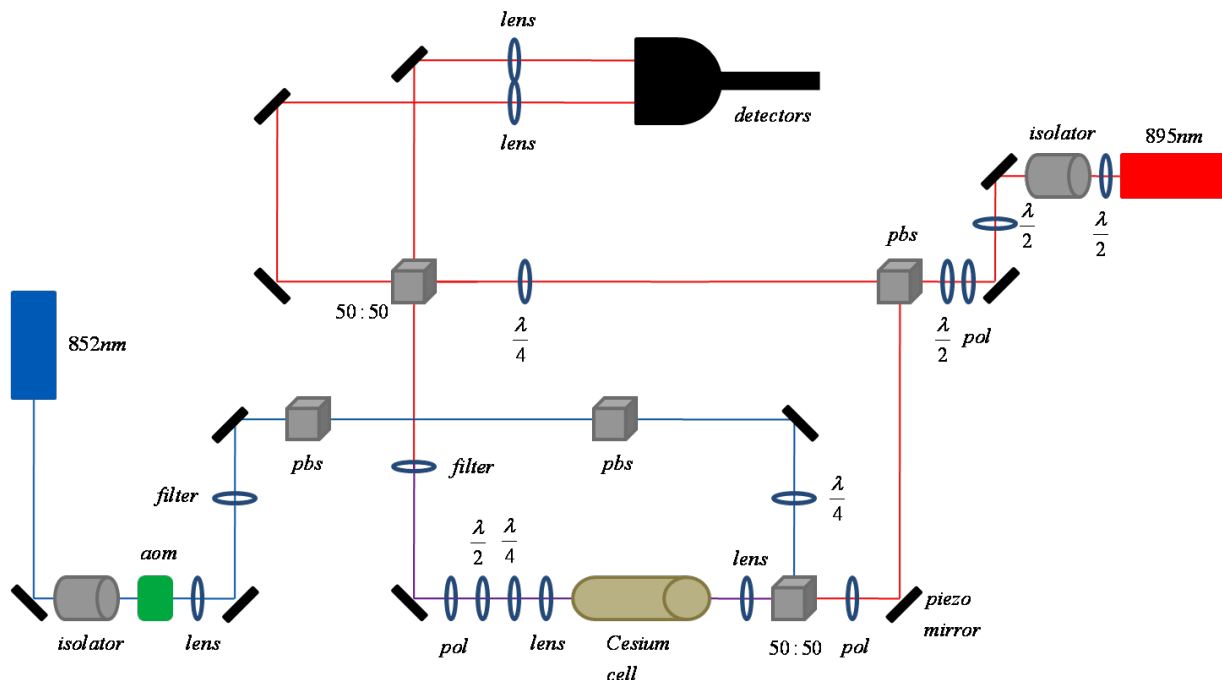 lens
lens
detectors
isolator
895nm
λ/2
λ/2
pbs
50 : 50
λ/4
λ/2
pol
852nm
pbs
pbs
filter
filter
λ/4
aom
λ/2
λ/4
lens
isolator
lens
pol
lens
Cesium
cell
50 : 50
pol
piezo
mirror